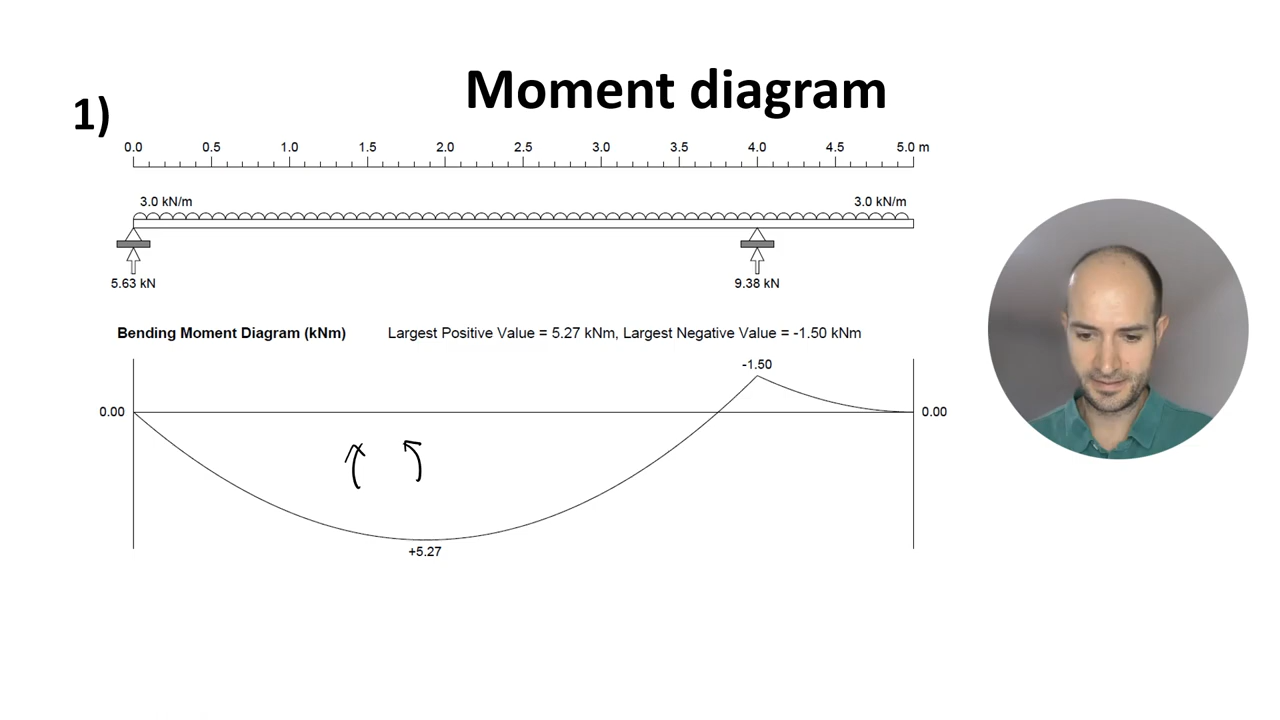 Moment diagram
1)
0.0 0.5 1.0 1.5 2.0 2.5 3.0 3.5 4.0 4.5 5.0 m
3.0 kN/m 3.0 kN/m
5.63 kN 9.38 kN
Bending Moment Diagram (kNm) Largest Positive Value = 5.27 kNm, Largest Negative Value = -1.50 kNm
-1.50
0.00 0.00
+5.27